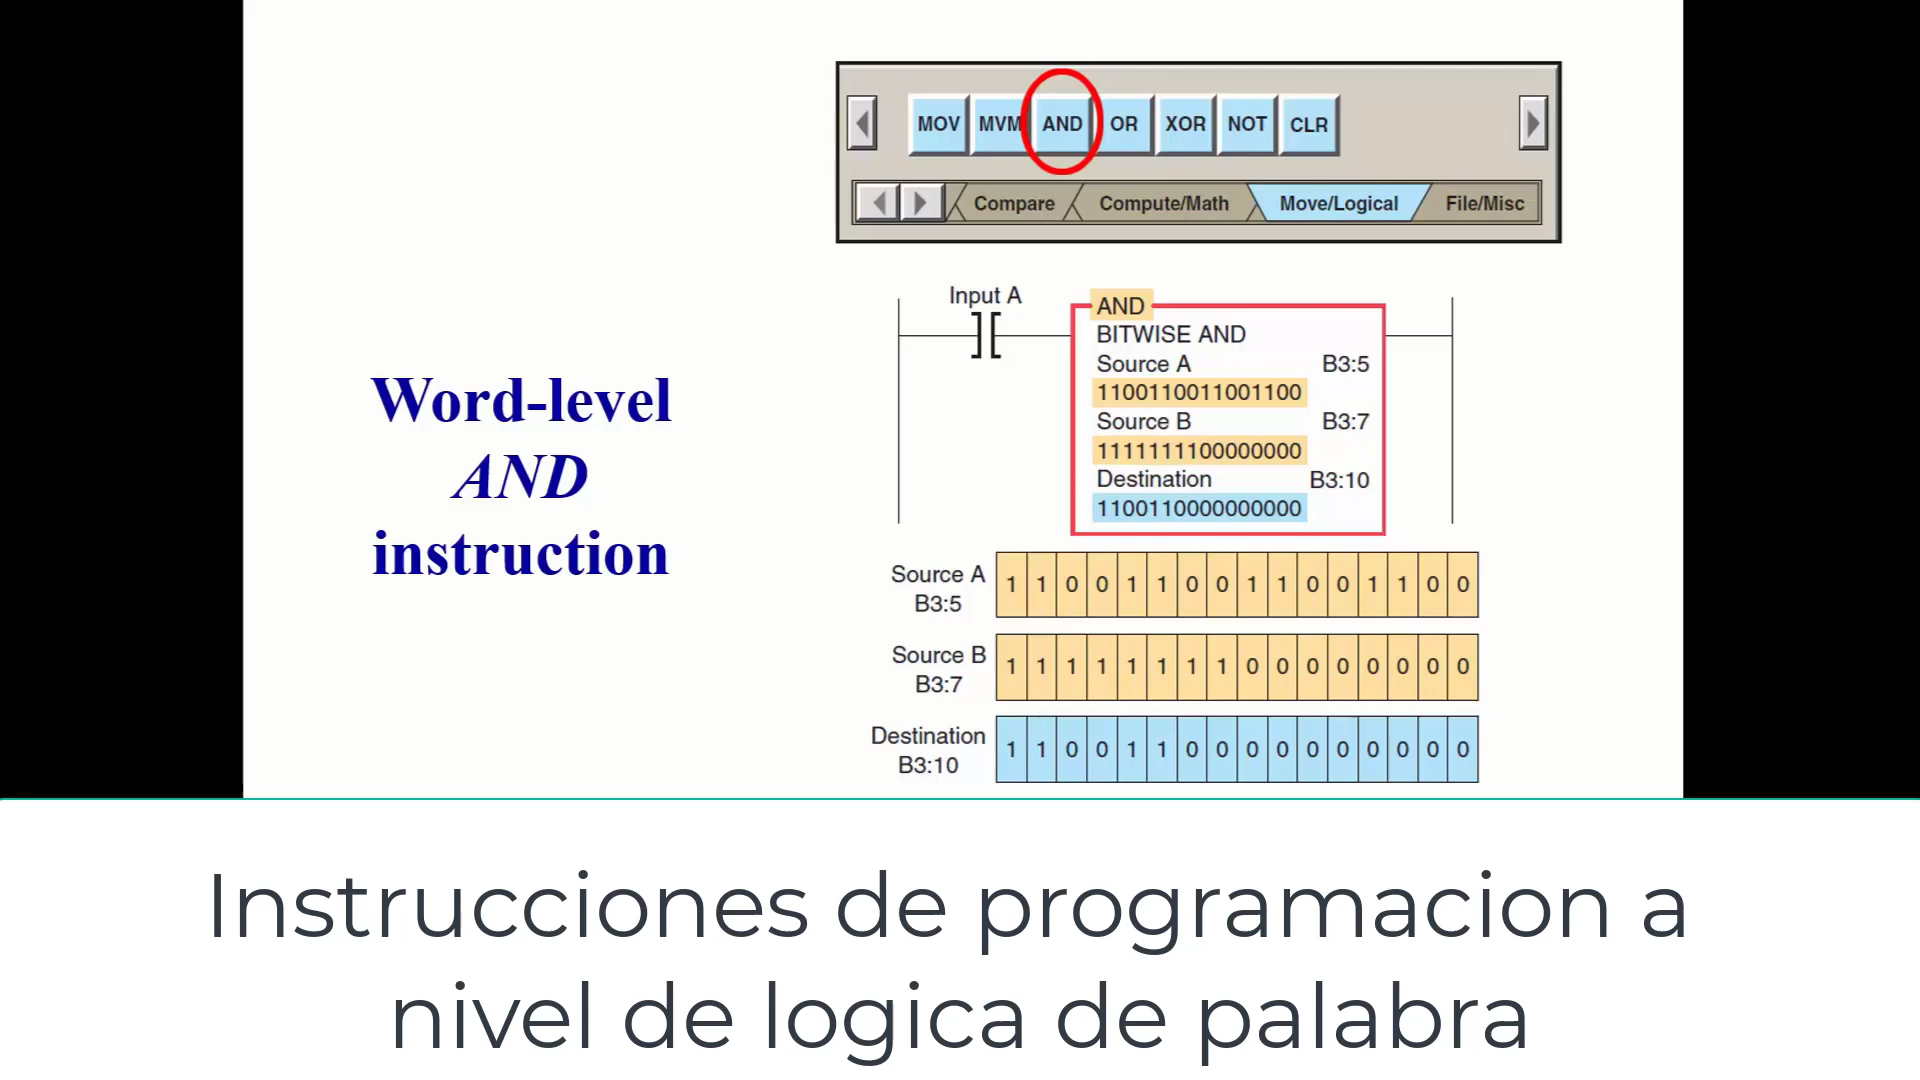 MOV MVM AND OR XOR NOT CLR
Compare Compute/Math Move/Logical File/Misc
Word-level
AND
instruction
Input A
AND
BITWISE AND
Source A B3:5
1100110011001100
Source B B3:7
1111111100000000
Destination B3:10
1100110000000000
Source A
B3:5
1 1 0 0 1 1 0 0 1 1 0 0 1 1 0 0
Source B
B3:7
1 1 1 1 1 1 1 1 0 0 0 0 0 0 0 0
Destination
B3:10
1 1 0 0 1 1 0 0 0 0 0 0 0 0 0 0
Instrucciones de programacion a
nivel de logica de palabra